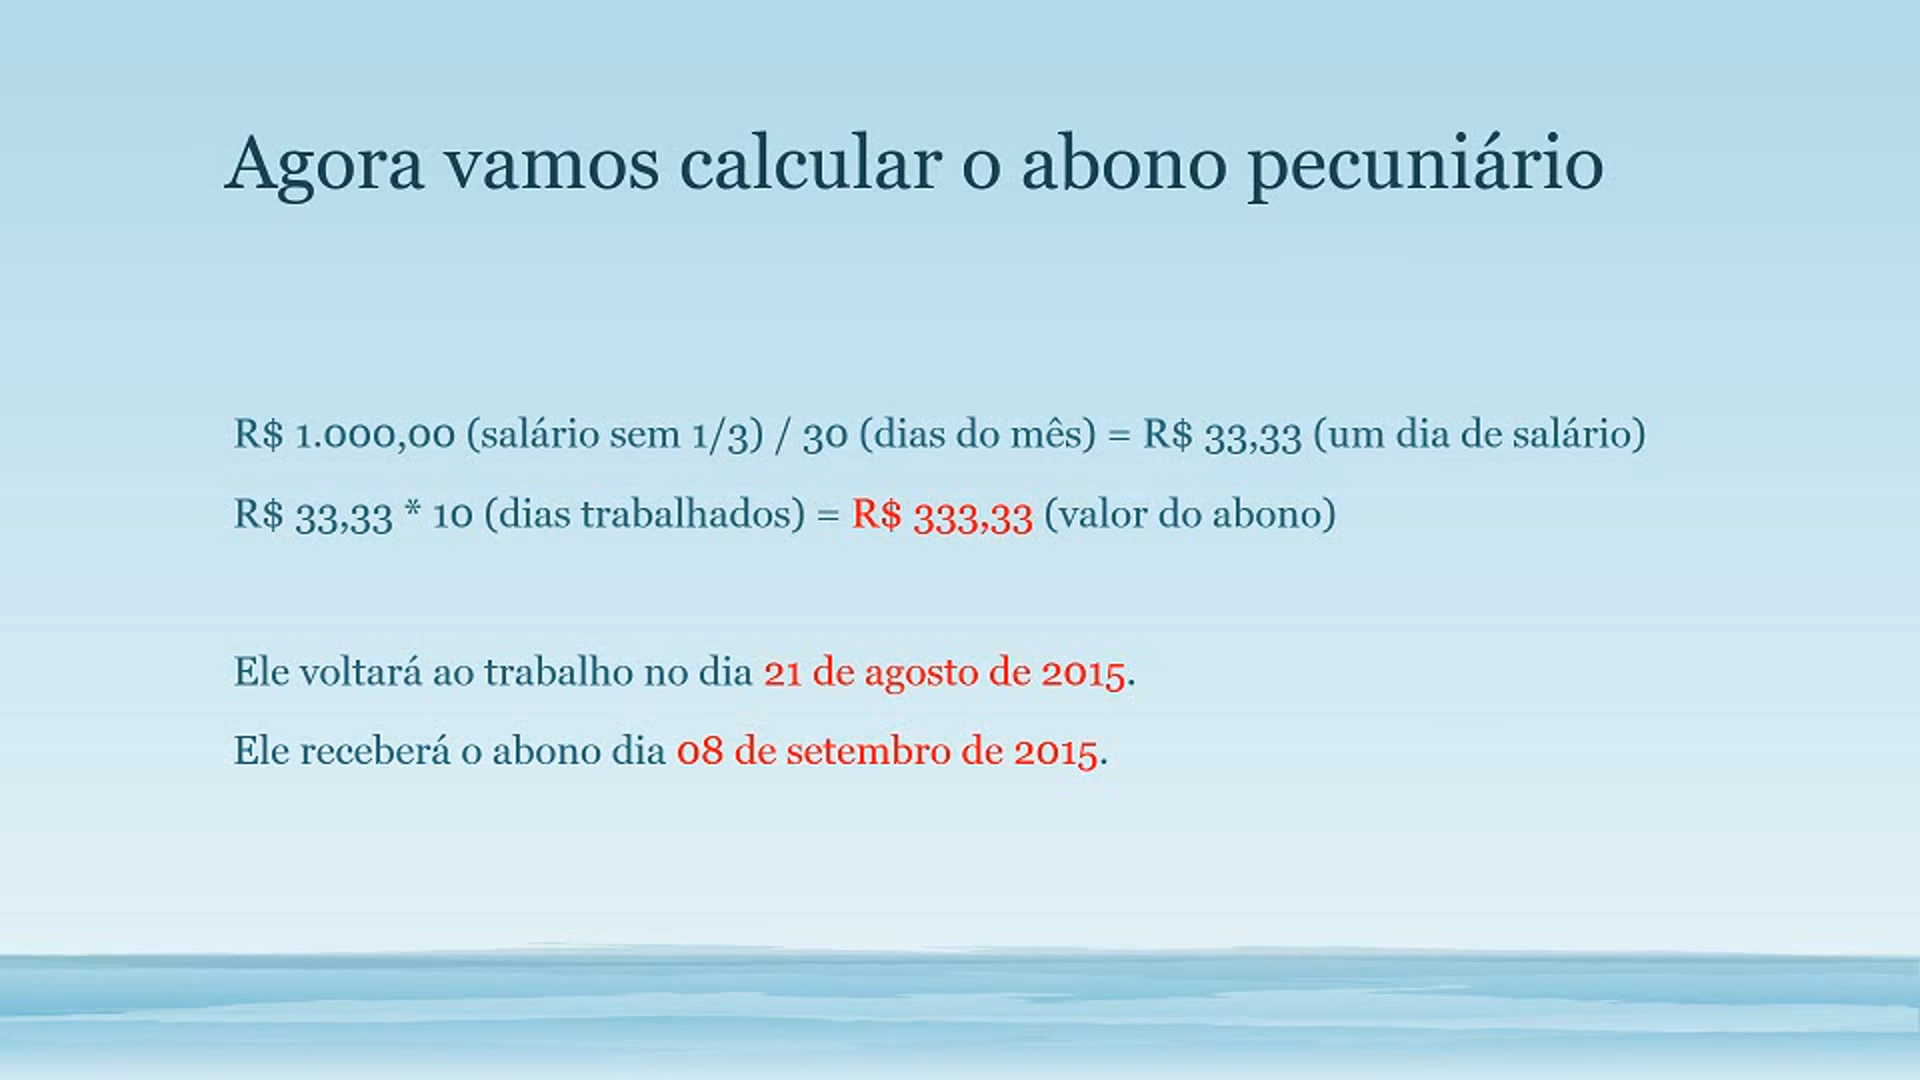 Agora vamos calcular o abono pecuniário
R$ 1.000,00 (salário sem 1/3) / 30 (dias do mês) = R$ 33,33 (um dia de salário)
R$ 33,33 * 10 (dias trabalhados) = R$ 333,33 (valor do abono)
Ele voltará ao trabalho no dia 21 de agosto de 2015.
Ele receberá o abono dia 08 de setembro de 2015.